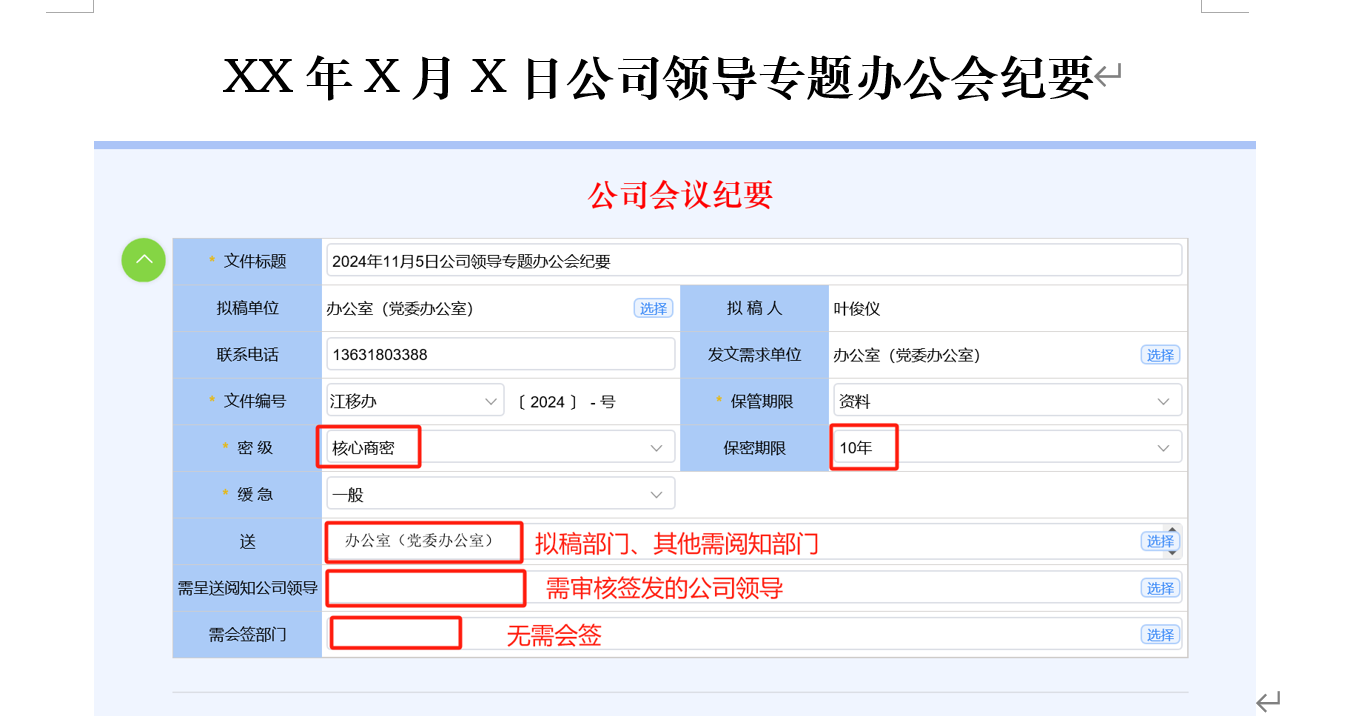 XX 年 X 月 X 日公司领导专题办公会纪要
公司会议纪要
* 文件标题 2024年11月5日公司领导专题办公会纪要
拟稿单位 办公室（党委办公室） 选择 拟 稿 人 叶俊仪
联系电话 13631803388 发文需求单位 办公室（党委办公室） 选择
* 文件编号 江移办 〔 2024 〕 - 号 * 保管期限 资料
* 密 级 核心商密 保密期限 10年
* 缓 急 一般
送 办公室（党委办公室） 拟稿部门、其他需阅知部门 选择
需呈送阅知公司领导 需审核签发的公司领导 选择
需会签部门 无需会签 选择